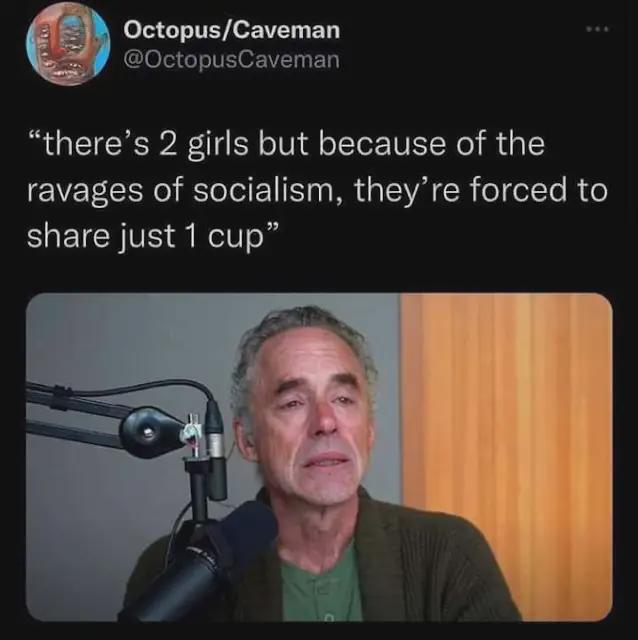 Octopus/Caveman
@OctopusCaveman
“there’s 2 girls but because of the
ravages of socialism, they’re forced to
share just 1 cup”